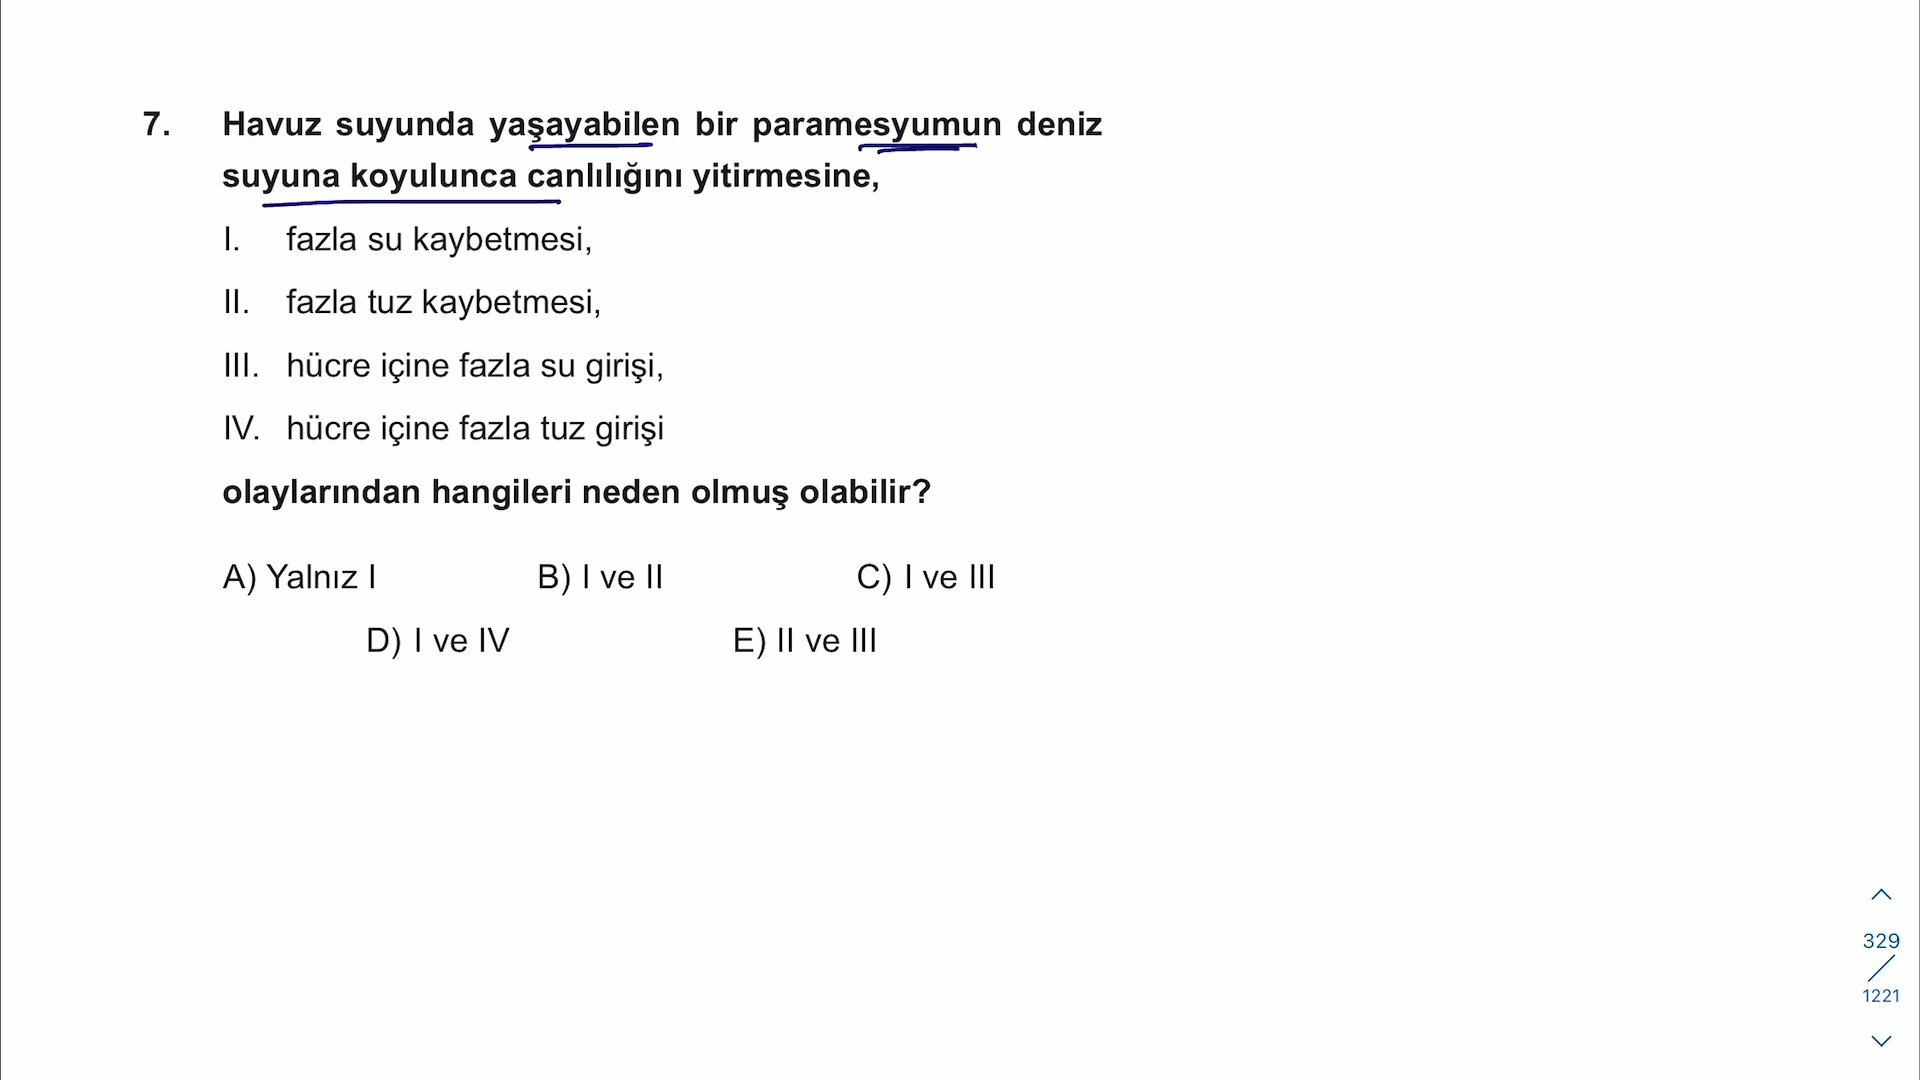 7. Havuz suyunda yaşayabilen bir paramesyumun deniz
suyuna koyulunca canlılığını yitirmesine,
I. fazla su kaybetmesi,
II. fazla tuz kaybetmesi,
III. hücre içine fazla su girişi,
IV. hücre içine fazla tuz girişi
olaylarından hangileri neden olmuş olabilir?
A) Yalnız I B) I ve II C) I ve III
D) I ve IV E) II ve III
329
1221